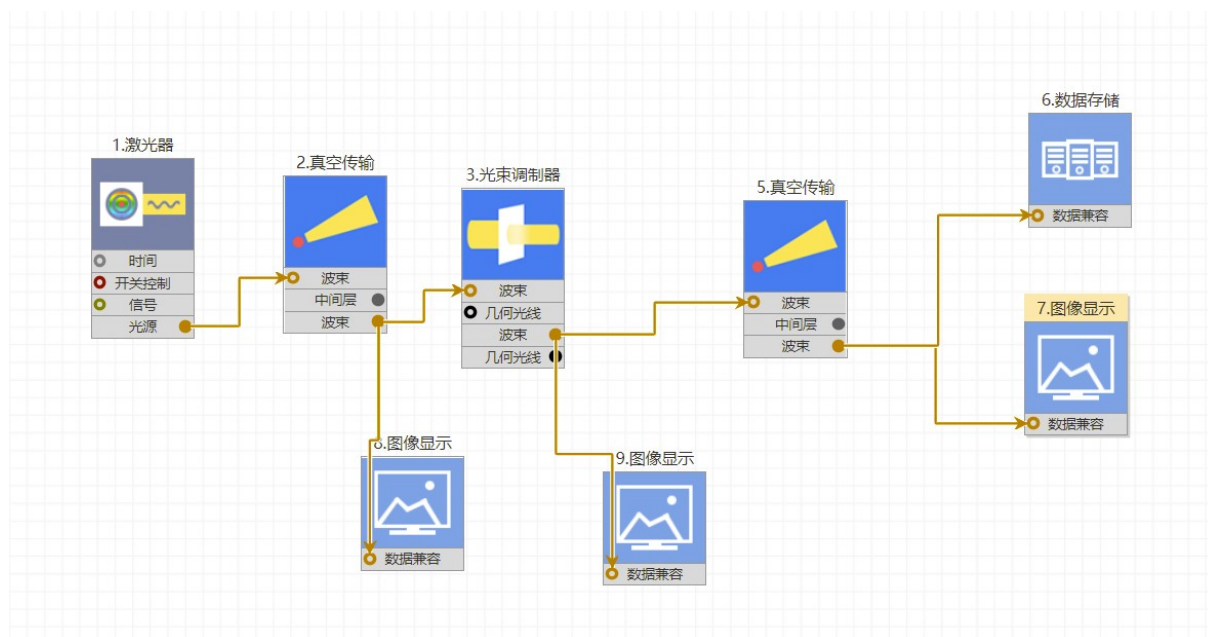 1.激光器
时间
开关控制
信号
光源
2.真空传输
波束
中间层
波束
3.光束调制器
波束
几何光线
波束
几何光线
5.真空传输
波束
中间层
波束
6.数据存储
数据兼容
7.图像显示
数据兼容
8.图像显示
数据兼容
9.图像显示
数据兼容